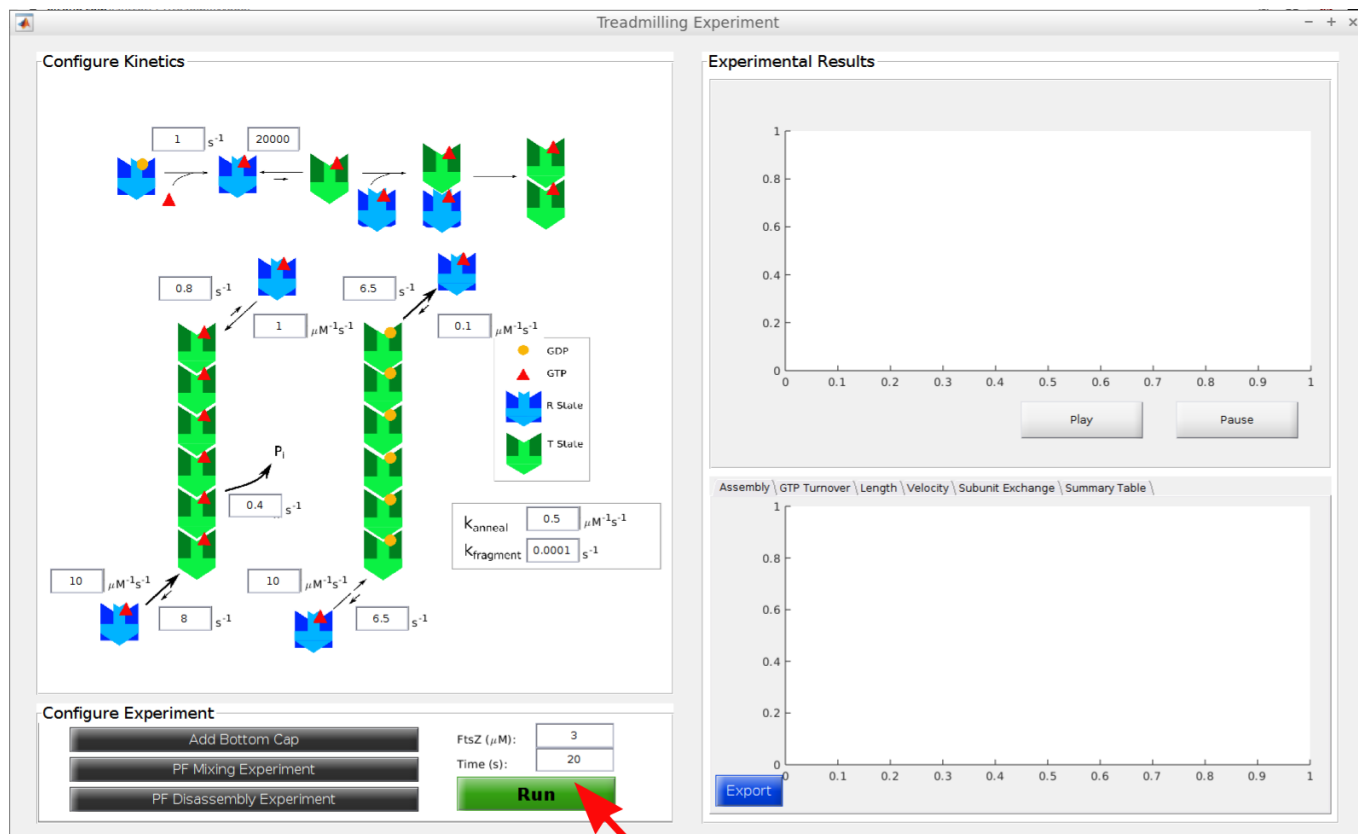 Treadmilling Experiment
Configure Kinetics
1 s⁻¹ 20000
0.8 s⁻¹
6.5 s⁻¹
1 μM⁻¹s⁻¹
0.1 μM⁻¹s⁻¹
GDP
GTP
R State
T State
Pi
0.4 s⁻¹
kanneal 0.5 μM⁻¹s⁻¹
kfragment 0.0001 s⁻¹
10 μM⁻¹s⁻¹
10 μM⁻¹s⁻¹
8 s⁻¹
6.5 s⁻¹
Configure Experiment
Add Bottom Cap
PF Mixing Experiment
PF Disassembly Experiment
FtsZ (μM): 3
Time (s): 20
Run
Experimental Results
1
0.8
0.6
0.4
0.2
0
0 0.1 0.2 0.3 0.4 0.5 0.6 0.7 0.8 0.9 1
Play Pause
Assembly GTP Turnover Length Velocity Subunit Exchange Summary Table
1
0.8
0.6
0.4
0.2
0
0 0.1 0.2 0.3 0.4 0.5 0.6 0.7 0.8 0.9 1
Export